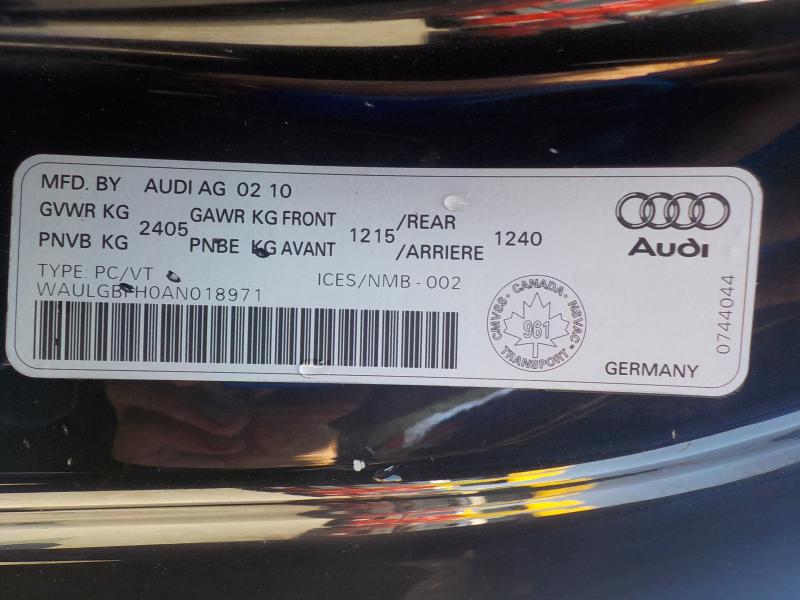 MFD. BY AUDI AG 02 10
GVWR KG 2405 GAWR KG FRONT 1215 /REAR 1240
PNVB KG PNBE KG AVANT /ARRIERE
TYPE: PC/VT ICES/NMB - 002
WAULGBFH0AN018971
Audi
CMVSS · CANADA · NSVAC
961
TRANSPORT
GERMANY
0744044